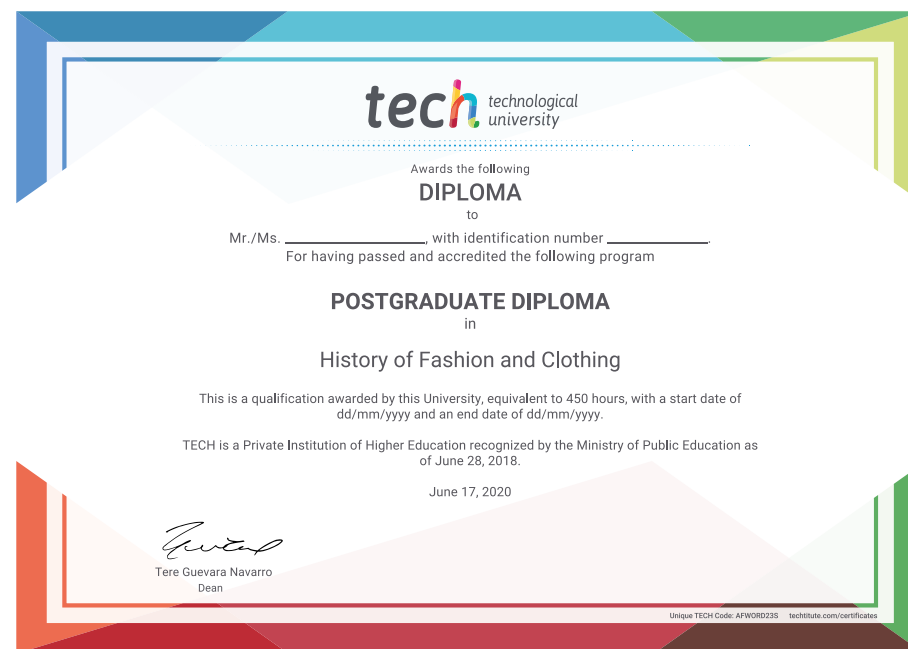 tech technological
university
Awards the following
DIPLOMA
to
Mr./Ms. ____________, with identification number ____________.
For having passed and accredited the following program
POSTGRADUATE DIPLOMA
in
History of Fashion and Clothing
This is a qualification awarded by this University, equivalent to 450 hours, with a start date of
dd/mm/yyyy and an end date of dd/mm/yyyy.
TECH is a Private Institution of Higher Education recognized by the Ministry of Public Education as
of June 28, 2018.
June 17, 2020
Tere Guevara Navarro
Dean
Unique TECH Code: AFWORD23S techtitute.com/certificates